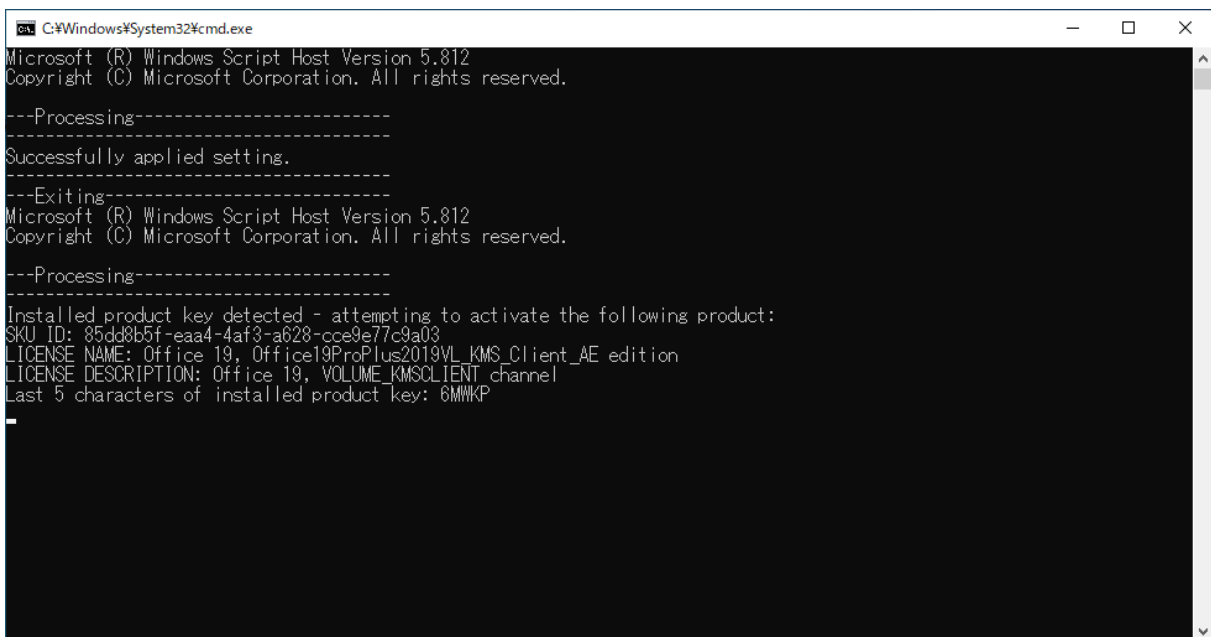 C:¥Windows¥System32¥cmd.exe
Microsoft (R) Windows Script Host Version 5.812
Copyright (C) Microsoft Corporation. All rights reserved.
---Processing--------------------------
---------------------------------------
Successfully applied setting.
---------------------------------------
---Exiting-----------------------------
Microsoft (R) Windows Script Host Version 5.812
Copyright (C) Microsoft Corporation. All rights reserved.
---Processing--------------------------
---------------------------------------
Installed product key detected - attempting to activate the following product:
SKU ID: 85dd8b5f-eaa4-4af3-a628-cce9e77c9a03
LICENSE NAME: Office 19, Office19ProPlus2019VL_KMS_Client_AE edition
LICENSE DESCRIPTION: Office 19, VOLUME_KMSCLIENT channel
Last 5 characters of installed product key: 6MWKP